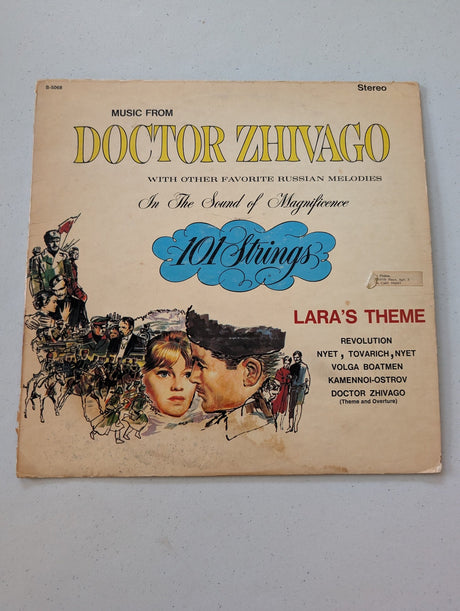 S-5068
Stereo
MUSIC FROM
DOCTOR ZHIVAGO
WITH OTHER FAVORITE RUSSIAN MELODIES
In The Sound of Magnificence
101 Strings
LARA'S THEME
REVOLUTION
NYET, TOVARICH, NYET
VOLGA BOATMEN
KAMENNOI-OSTROV
DOCTOR ZHIVAGO
(Theme and Overture)